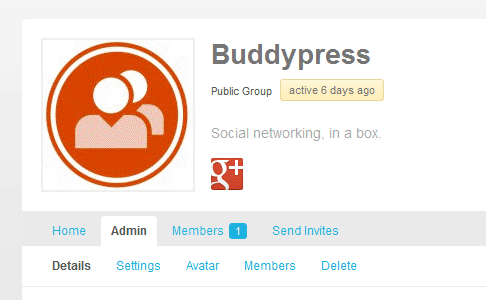 Buddypress
Public Group active 6 days ago
Social networking, in a box.
g+
Home Admin Members 1 Send Invites
Details Settings Avatar Members Delete